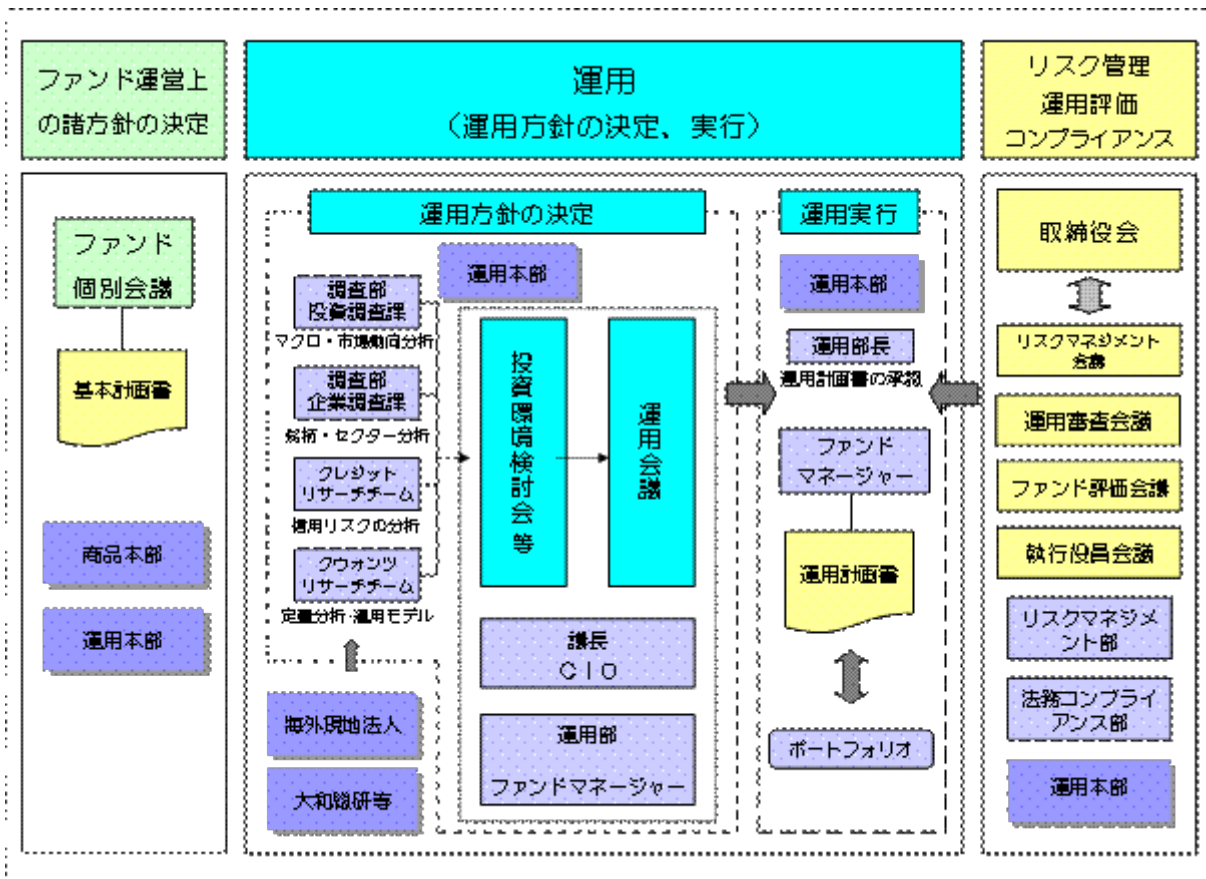 ファンド運営上
の諸方針の決定
運用
（運用方針の決定、実行）
リスク管理
運用評価
コンプライアンス
ファンド
個別会議
基本計画書
商品本部
運用本部
運用方針の決定
運用本部
調査部
投資調査課
マクロ・市場動向分析
調査部
企業調査課
銘柄・セクター分析
クレジット
リサーチチーム
信用リスクの分析
クウォンツ
リサーチチーム
定量分析・運用モデル
海外現地法人
大和総研等
投資環境検討会等
運用会議
議長
ＣＩＯ
運用部
ファンドマネージャー
運用実行
運用本部
運用部長
運用計画書の承認
ファンド
マネージャー
運用計画書
ポートフォリオ
取締役会
リスクマネジメント
会議
運用審査会議
ファンド評価会議
執行役員会議
リスクマネジメ
ント部
法務コンプライ
アンス部
運用本部